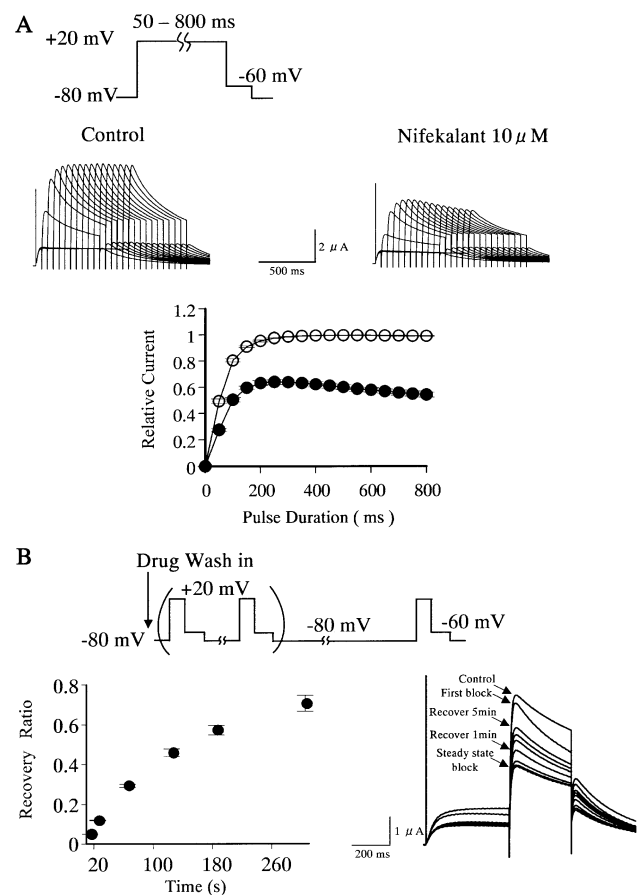 A
50 – 800 ms
+20 mV
-60 mV
-80 mV
Control
Nifekalant 10 μ M
2 μA
500 ms
1.2
1
0.8
0.6
0.4
0.2
0
Relative Current
0 200 400 600 800
Pulse Duration ( ms )
B
Drug Wash in
+20 mV
-80 mV
-80 mV
-60 mV
0.8
0.6
0.4
0.2
0
Recovery Ratio
20 100 180 260
Time (s)
Control
First block
Recover 5min
Recover 1min
Steady state
block
1 μA
200 ms